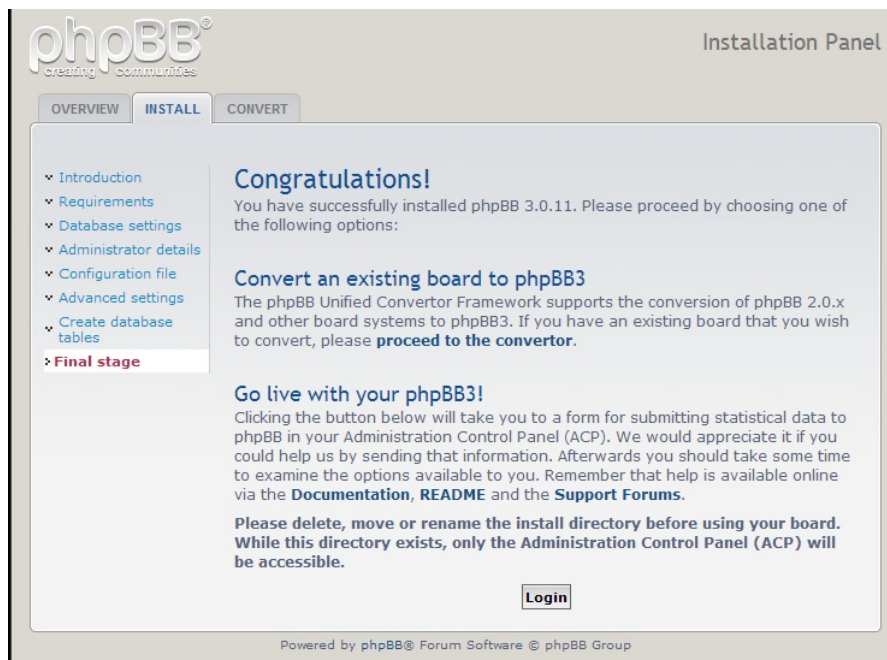 phpBB®
creating communities
Installation Panel
OVERVIEW INSTALL CONVERT
Introduction
Requirements
Database settings
Administrator details
Configuration file
Advanced settings
Create database
tables
Final stage
Congratulations!
You have successfully installed phpBB 3.0.11. Please proceed by choosing one of
the following options:
Convert an existing board to phpBB3
The phpBB Unified Convertor Framework supports the conversion of phpBB 2.0.x
and other board systems to phpBB3. If you have an existing board that you wish
to convert, please proceed to the convertor.
Go live with your phpBB3!
Clicking the button below will take you to a form for submitting statistical data to
phpBB in your Administration Control Panel (ACP). We would appreciate it if you
could help us by sending that information. Afterwards you should take some time
to examine the options available to you. Remember that help is available online
via the Documentation, README and the Support Forums.
Please delete, move or rename the install directory before using your board.
While this directory exists, only the Administration Control Panel (ACP) will
be accessible.
Login
Powered by phpBB® Forum Software © phpBB Group